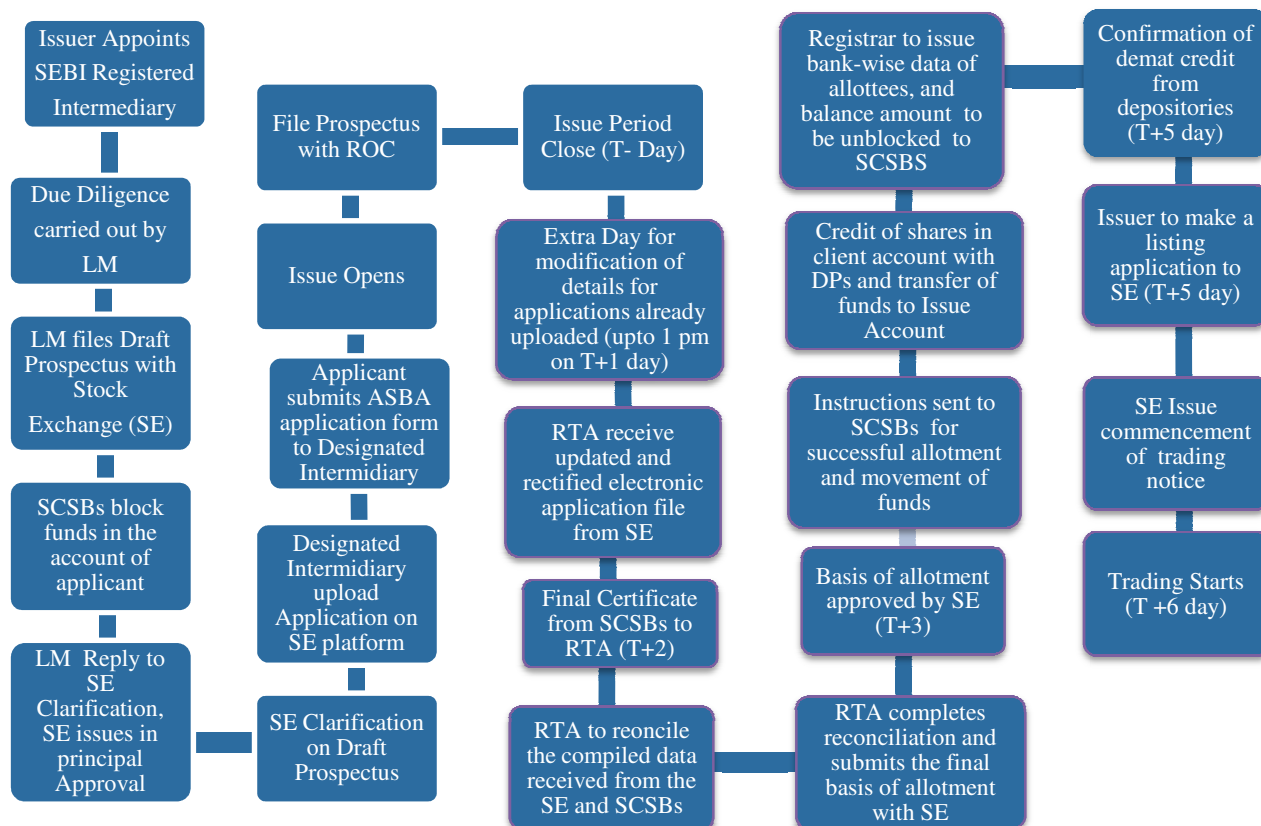 Issuer Appoints
SEBI Registered
Intermediary
Due Diligence
carried out by
LM
LM files Draft
Prospectus with
Stock
Exchange (SE)
SCSBs block
funds in the
account of
applicant
LM Reply to
SE
Clarification,
SE issues in
principal
Approval
SE Clarification
on Draft
Prospectus
Designated
Intermidiary
upload
Application on
SE platform
Applicant
submits ASBA
application form
to Designated
Intermidiary
Issue Opens
File Prospectus
with ROC
Issue Period
Close (T- Day)
Extra Day for
modification of
details for
applications already
uploaded (upto 1 pm
on T+1 day)
RTA receive
updated and
rectified electronic
application file
from SE
Final Certificate
from SCSBs to
RTA (T+2)
RTA to reconcile
the compiled data
received from the
SE and SCSBs
RTA completes
reconciliation and
submits the final
basis of allotment
with SE
Basis of allotment
approved by SE
(T+3)
Instructions sent to
SCSBs for
successful allotment
and movement of
funds
Credit of shares in
client account with
DPs and transfer of
funds to Issue
Account
Registrar to issue
bank-wise data of
allottees, and
balance amount to
be unblocked to
SCSBS
Confirmation of
demat credit
from
depositories
(T+5 day)
Issuer to make a
listing
application to
SE (T+5 day)
SE Issue
commencement
of trading
notice
Trading Starts
(T +6 day)